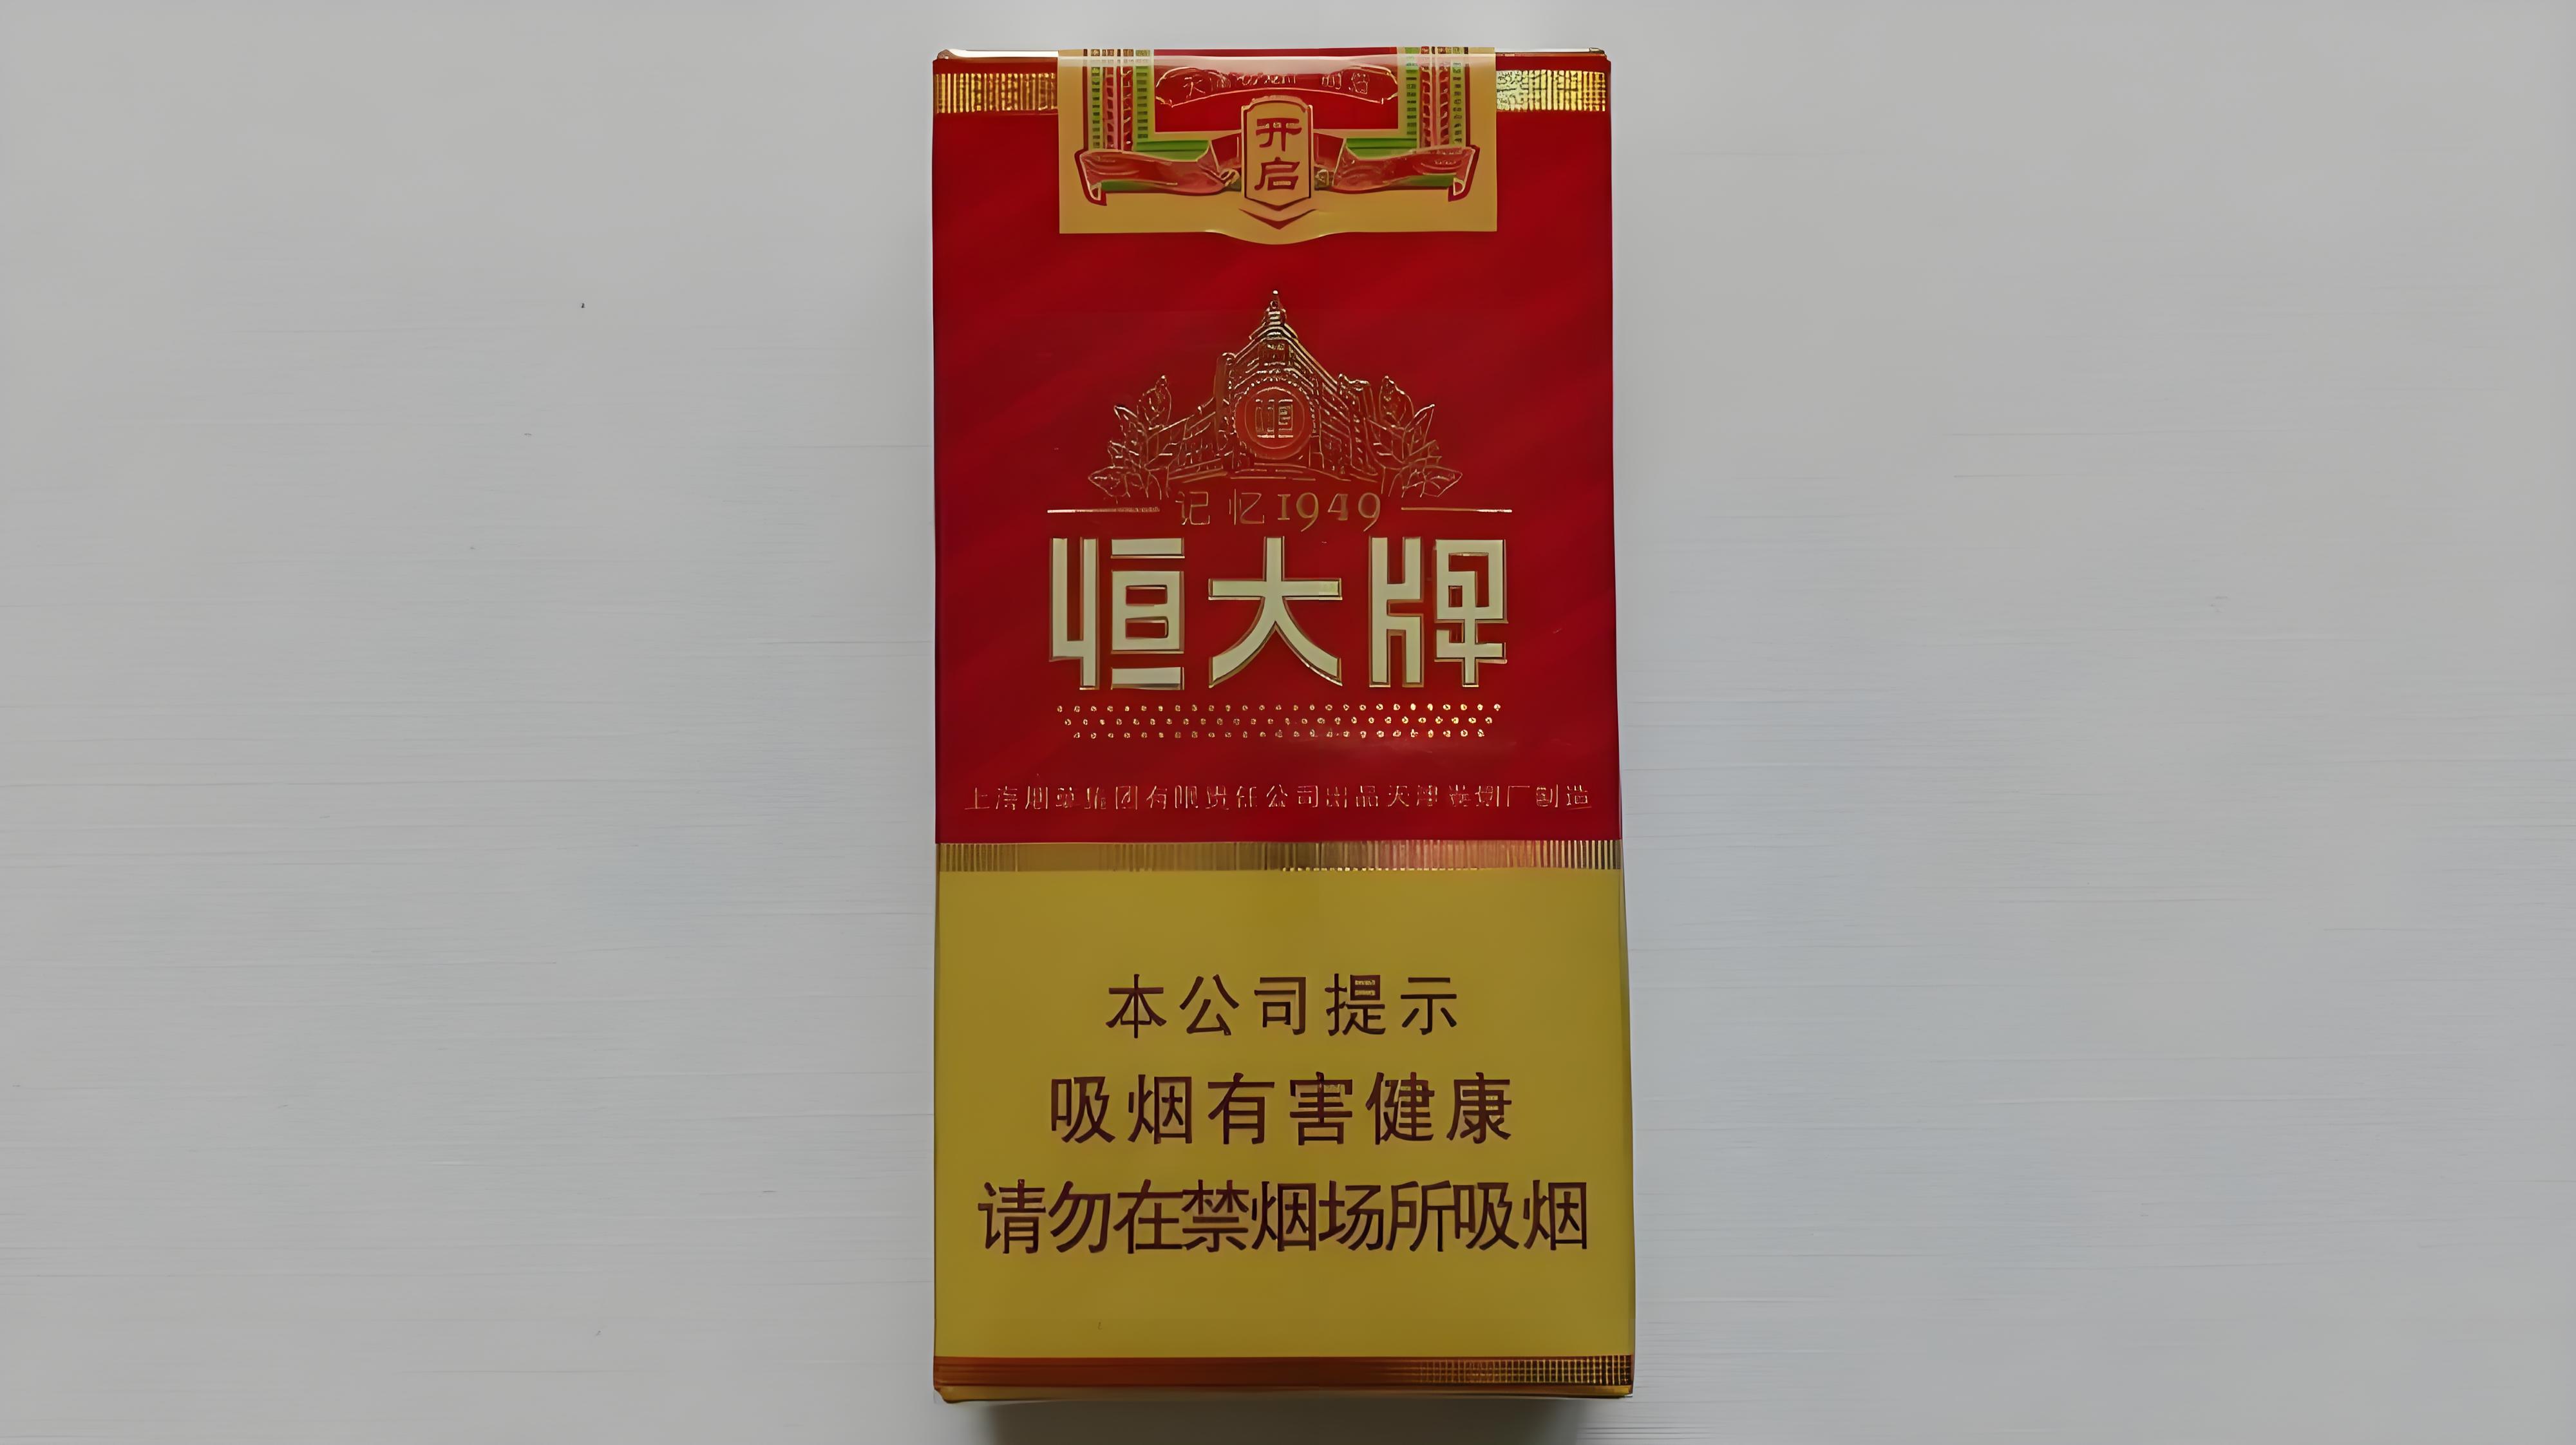 开启
恒
记忆1949
恒大牌
上海烟草集团有限责任公司出品天津卷烟厂制造
本公司提示
吸烟有害健康
请勿在禁烟场所吸烟